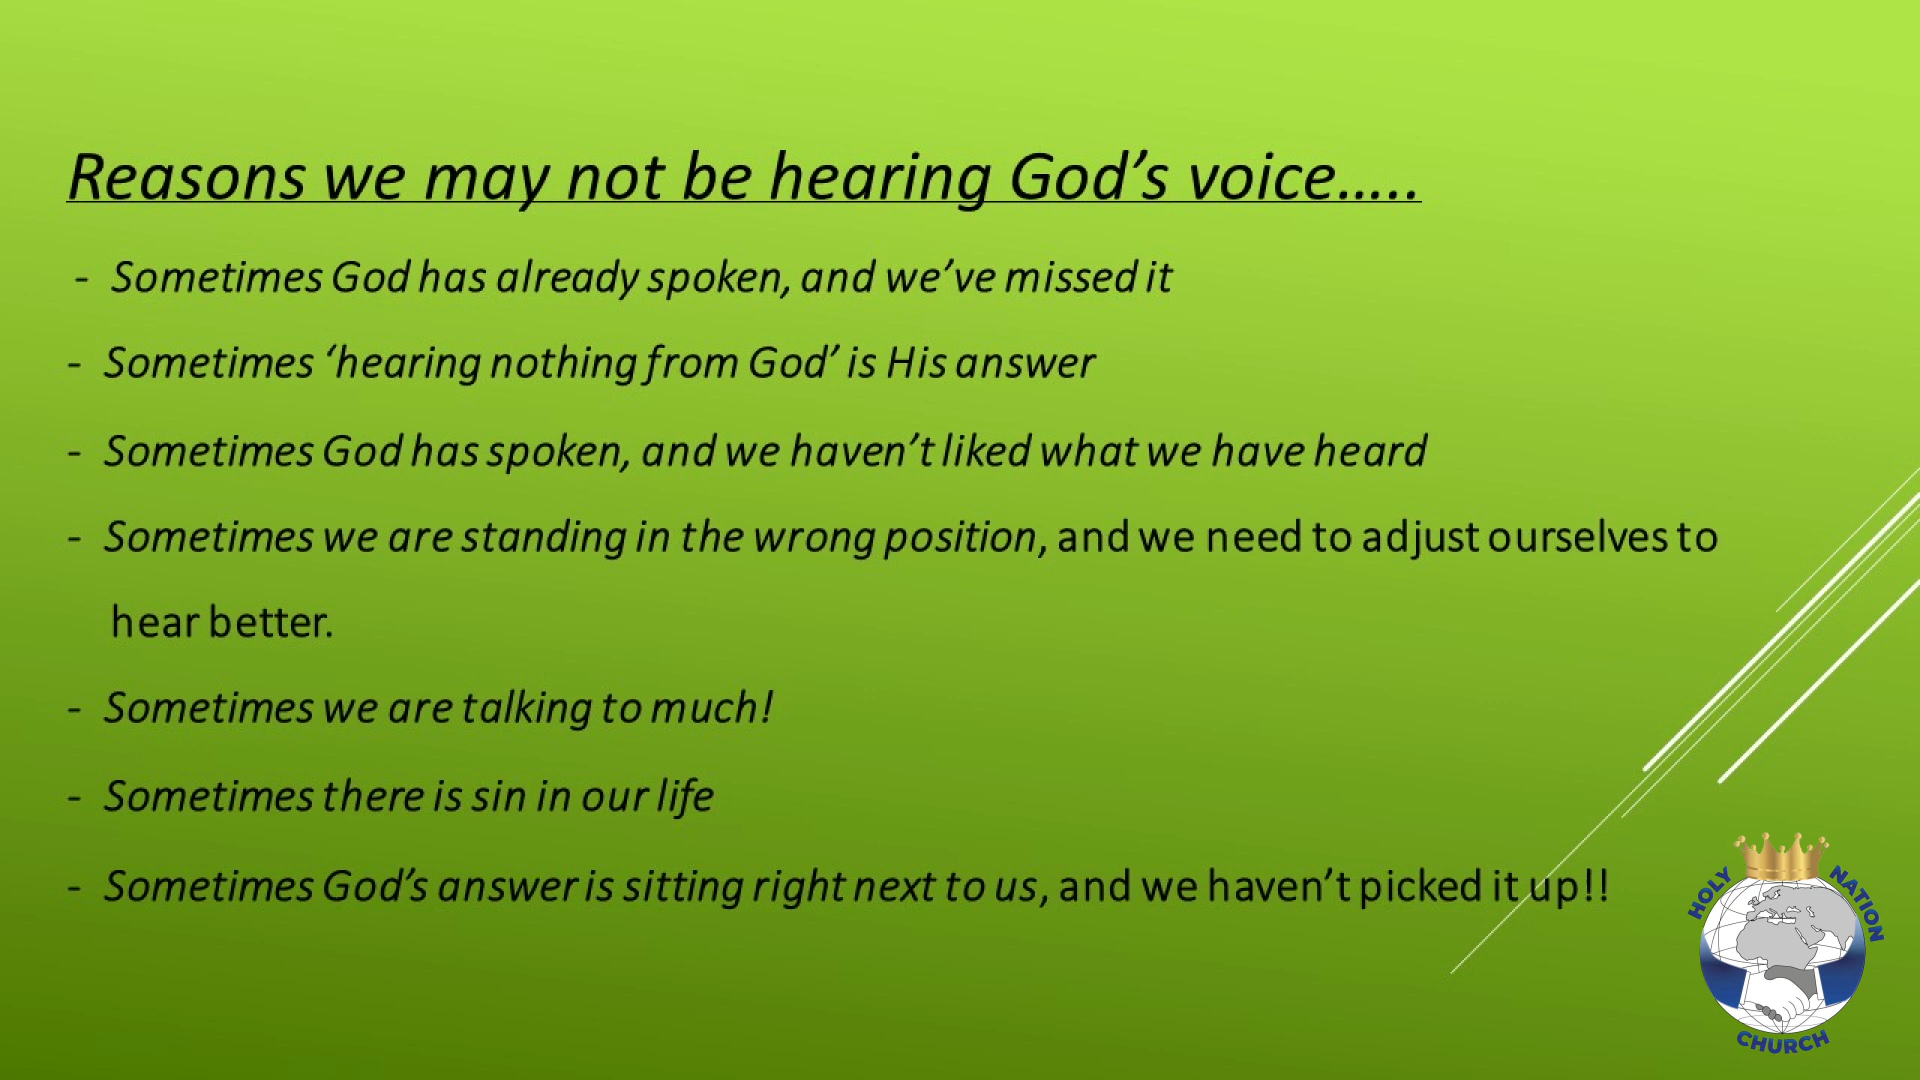 Reasons we may not be hearing God’s voice…..
- Sometimes God has already spoken, and we’ve missed it
- Sometimes ‘hearing nothing from God’ is His answer
- Sometimes God has spoken, and we haven’t liked what we have heard
- Sometimes we are standing in the wrong position, and we need to adjust ourselves to
hear better.
- Sometimes we are talking to much!
- Sometimes there is sin in our life
- Sometimes God’s answer is sitting right next to us, and we haven’t picked it up!!
HOLY NATION
CHURCH